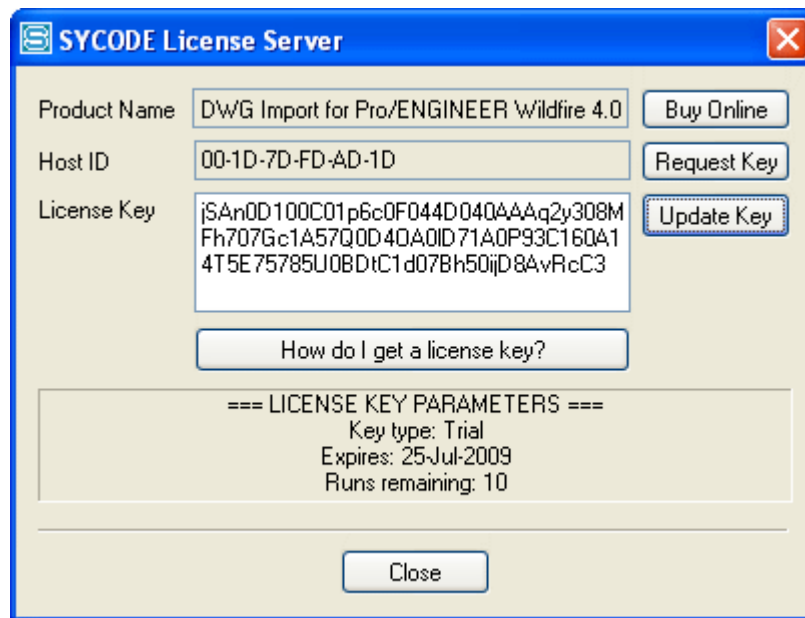 SYCODE License Server
Product Name DWG Import for Pro/ENGINEER Wildfire 4.0 Buy Online
Host ID 00-1D-7D-FD-AD-1D Request Key
License Key jSAn0D100C01p6c0F044D040AAAq2y308M Update Key
Fh707Gc1A57Q0D4OA0ID71A0P93C160A1
4T5E75785U0BDtC1d07Bh50ijD8AvRcC3
How do I get a license key?
=== LICENSE KEY PARAMETERS ===
Key type: Trial
Expires: 25-Jul-2009
Runs remaining: 10
Close